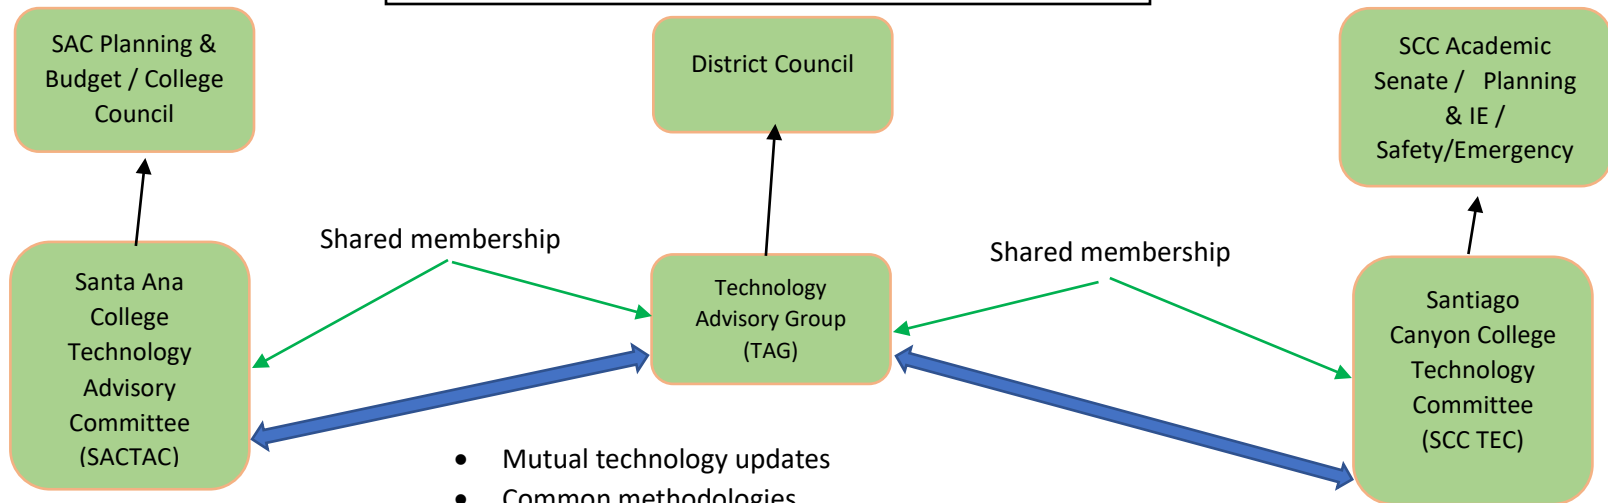 SAC Planning &
Budget / College
Council
District Council
SCC Academic
Senate / Planning
& IE /
Safety/Emergency
Shared membership
Shared membership
Santa Ana
College
Technology
Advisory
Committee
(SACTAC)
Technology
Advisory Group
(TAG)
Santiago
Canyon College
Technology
Committee
(SCC TEC)
• Mutual technology updates
• Common methodologies